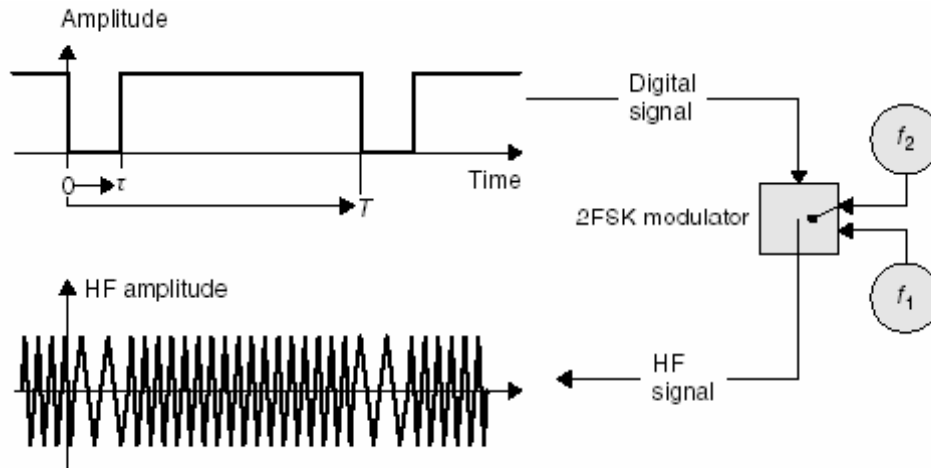 Amplitude
Digital
signal
f2
0
τ
T
Time
2FSK modulator
f1
HF amplitude
HF
signal